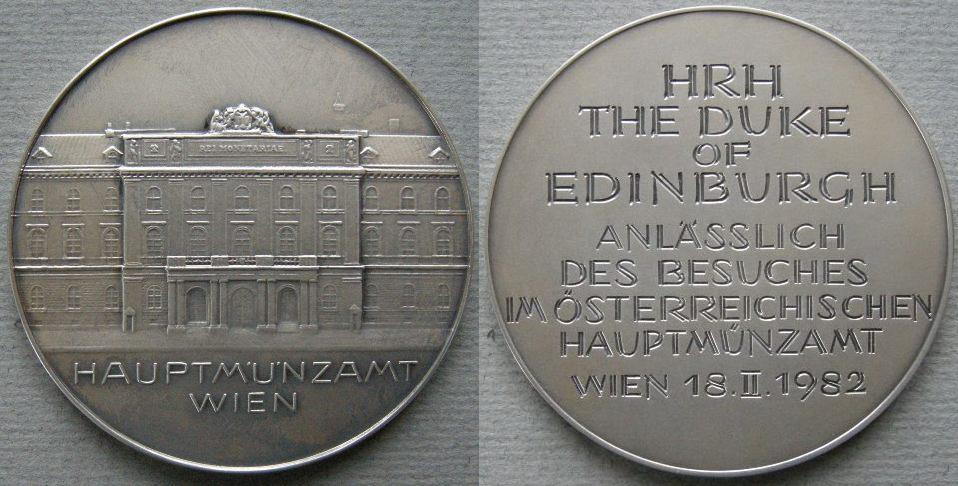 REI MONETARIAE
HAUPTMÜNZAMT
WIEN
HRH
THE DUKE
OF
EDINBURGH
ANLÄSSLICH
DES BESUCHES
IM ÖSTERREICHISCHEN
HAUPTMÜNZAMT
WIEN 18.II.1982